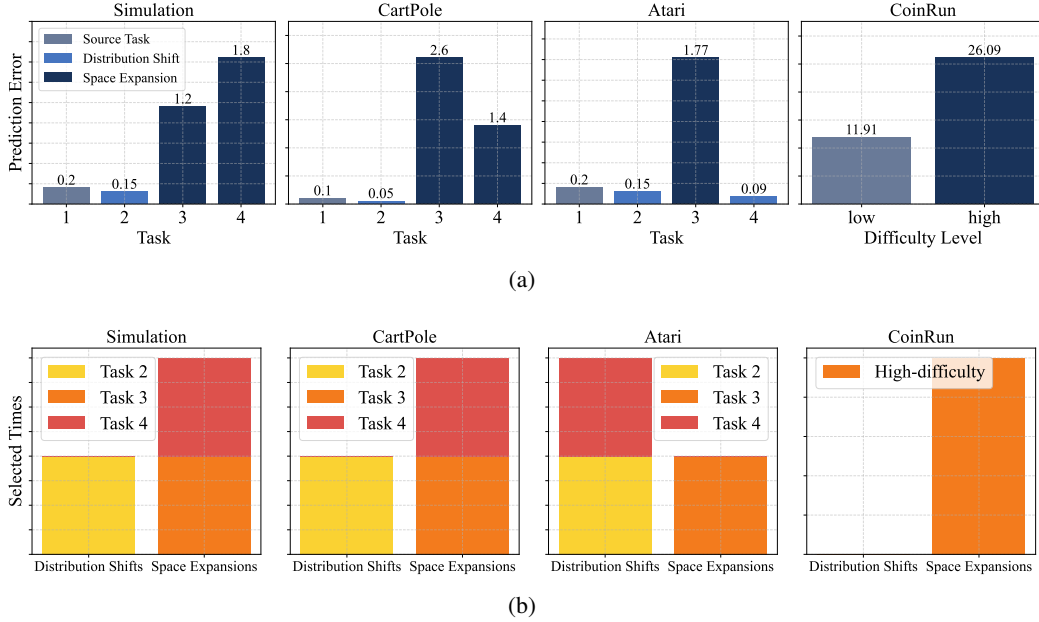 Simulation
CartPole
Atari
CoinRun
Prediction Error
Source Task
Distribution Shift
Space Expansion
0.2
0.15
1.2
1.8
0.1
0.05
2.6
1.4
0.2
0.15
1.77
0.09
11.91
26.09
1 2 3 4
1 2 3 4
1 2 3 4
low high
Task
Task
Task
Difficulty Level
(a)
Simulation
CartPole
Atari
CoinRun
Selected Times
Task 2
Task 3
Task 4
Task 2
Task 3
Task 4
Task 2
Task 3
Task 4
High-difficulty
Distribution Shifts Space Expansions
Distribution Shifts Space Expansions
Distribution Shifts Space Expansions
Distribution Shifts Space Expansions
(b)